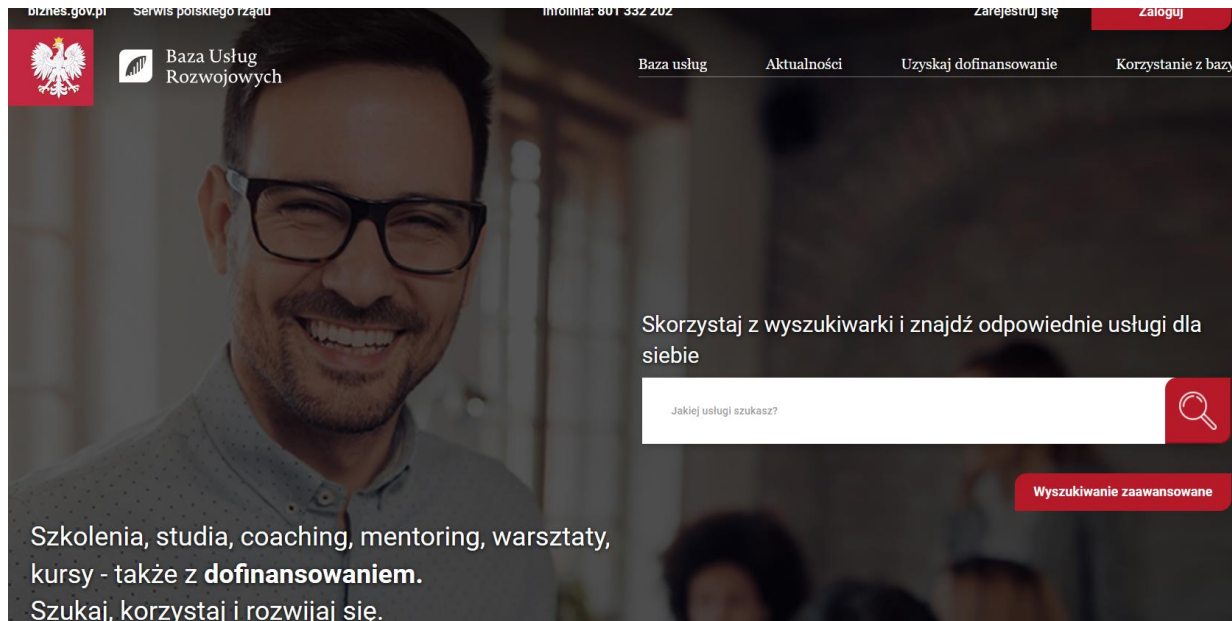 biznes.gov.pl Serwis polskiego rządu Infolinia: 801 332 202 Zarejestruj się Zaloguj
Baza Usług
Rozwojowych
Baza usług Aktualności Uzyskaj dofinansowanie Korzystanie z bazy
Skorzystaj z wyszukiwarki i znajdź odpowiednie usługi dla
siebie
Jakiej usługi szukasz?
Wyszukiwanie zaawansowane
Szkolenia, studia, coaching, mentoring, warsztaty,
kursy - także z dofinansowaniem.
Szukaj, korzystaj i rozwijaj się.